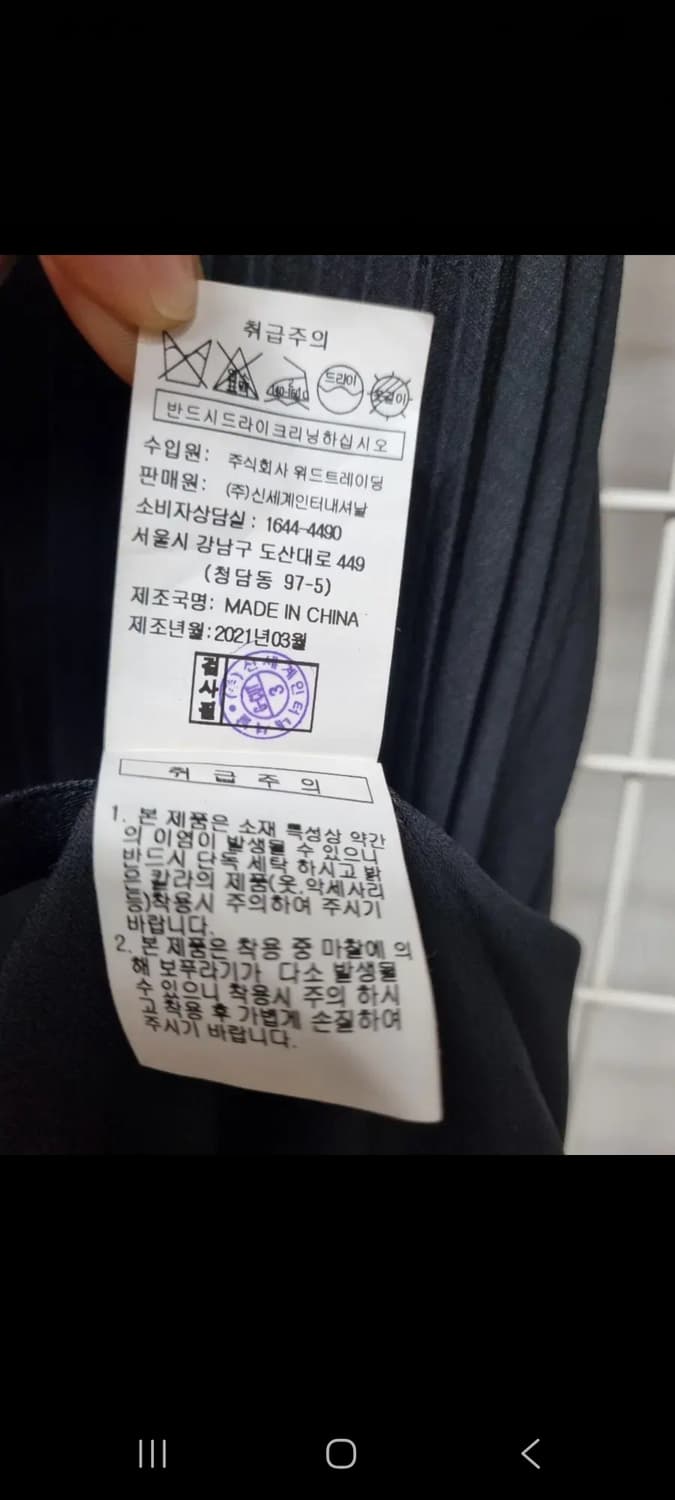 취급주의
드라이
옷걸이
반드시드라이크리닝하십시오
수입원: 주식회사 위드트레이딩
판매원: (주)신세계인터내셔날
소비자상담실 : 1644-4490
서울시 강남구 도산대로 449
(청담동 97-5)
제조국명: MADE IN CHINA
제조년월:2021년03월
검사필
취 급 주 의
1. 본 제품은 소재 특성상 약간
의 이염이 발생될 수 있으니
반드시 단독 세탁 하시고 밝
은 칼라의 제품(옷.악세사리
등)착용시 주의하여 주시기
바랍니다.
2. 본 제품은 착용 중 마찰에 의
해 보푸라기가 다소 발생될
수 있으니 착용시 주의 하시
고 착용 후 가볍게 손질하여
주시기 바랍니다.